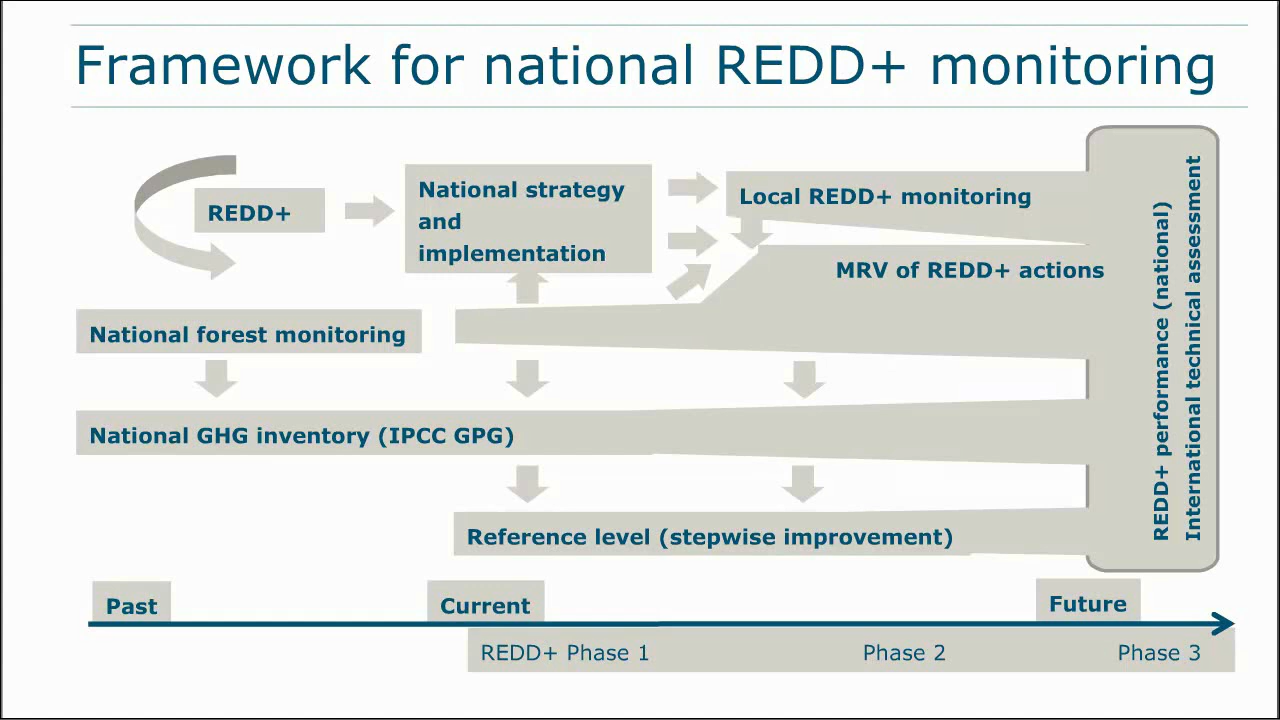 Framework for national REDD+ monitoring
REDD+
National strategy
and
implementation
Local REDD+ monitoring
MRV of REDD+ actions
National forest monitoring
National GHG inventory (IPCC GPG)
Reference level (stepwise improvement)
REDD+ performance (national)
International technical assessment
Past
Current
Future
REDD+ Phase 1
Phase 2
Phase 3